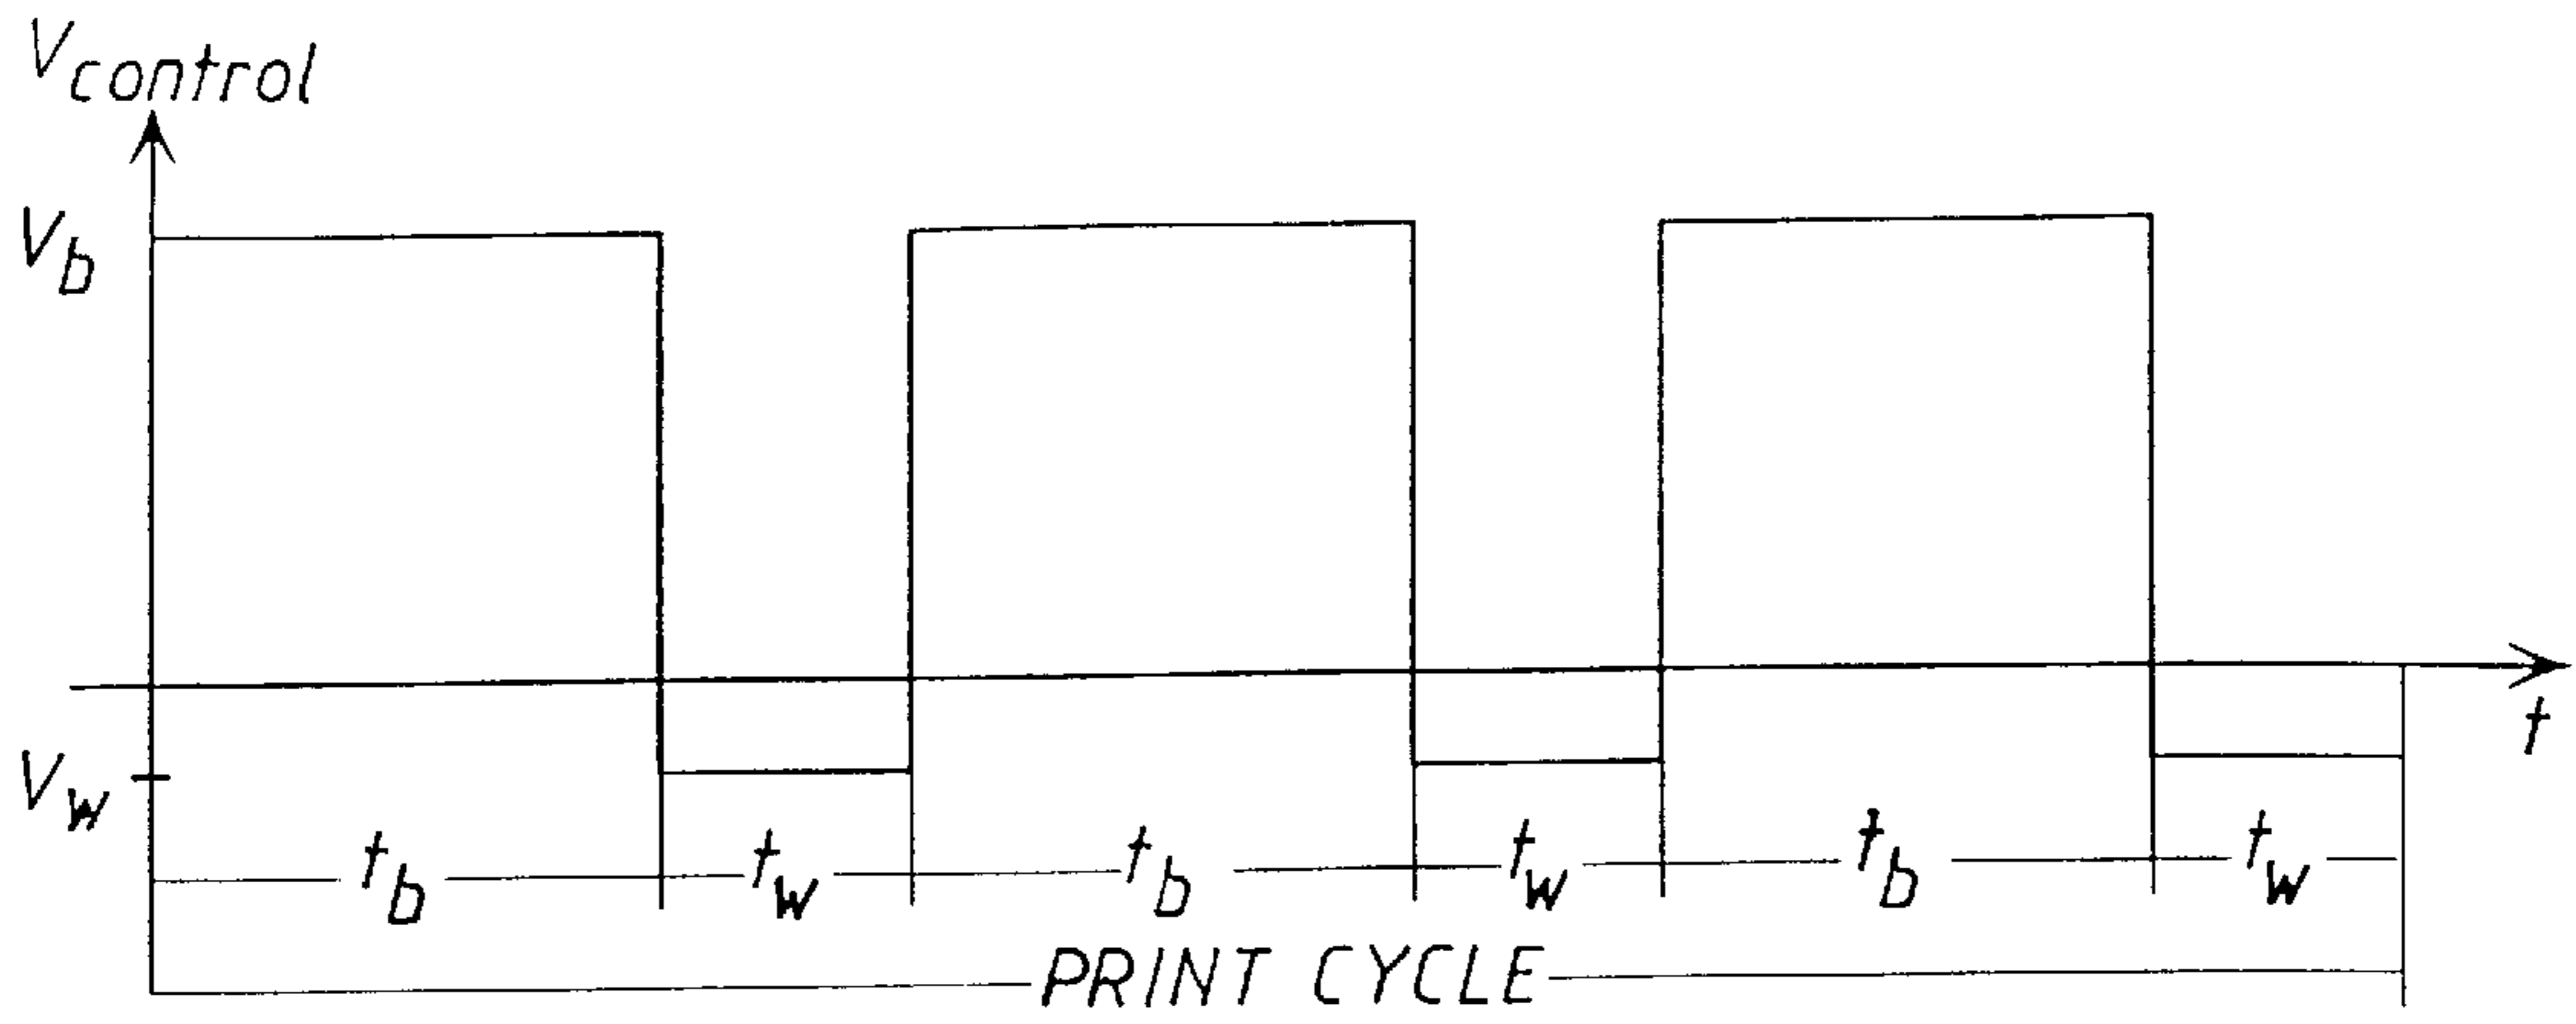 Vcontrol
Vb
t
Vw
tb tw tb tw tb tw
PRINT CYCLE